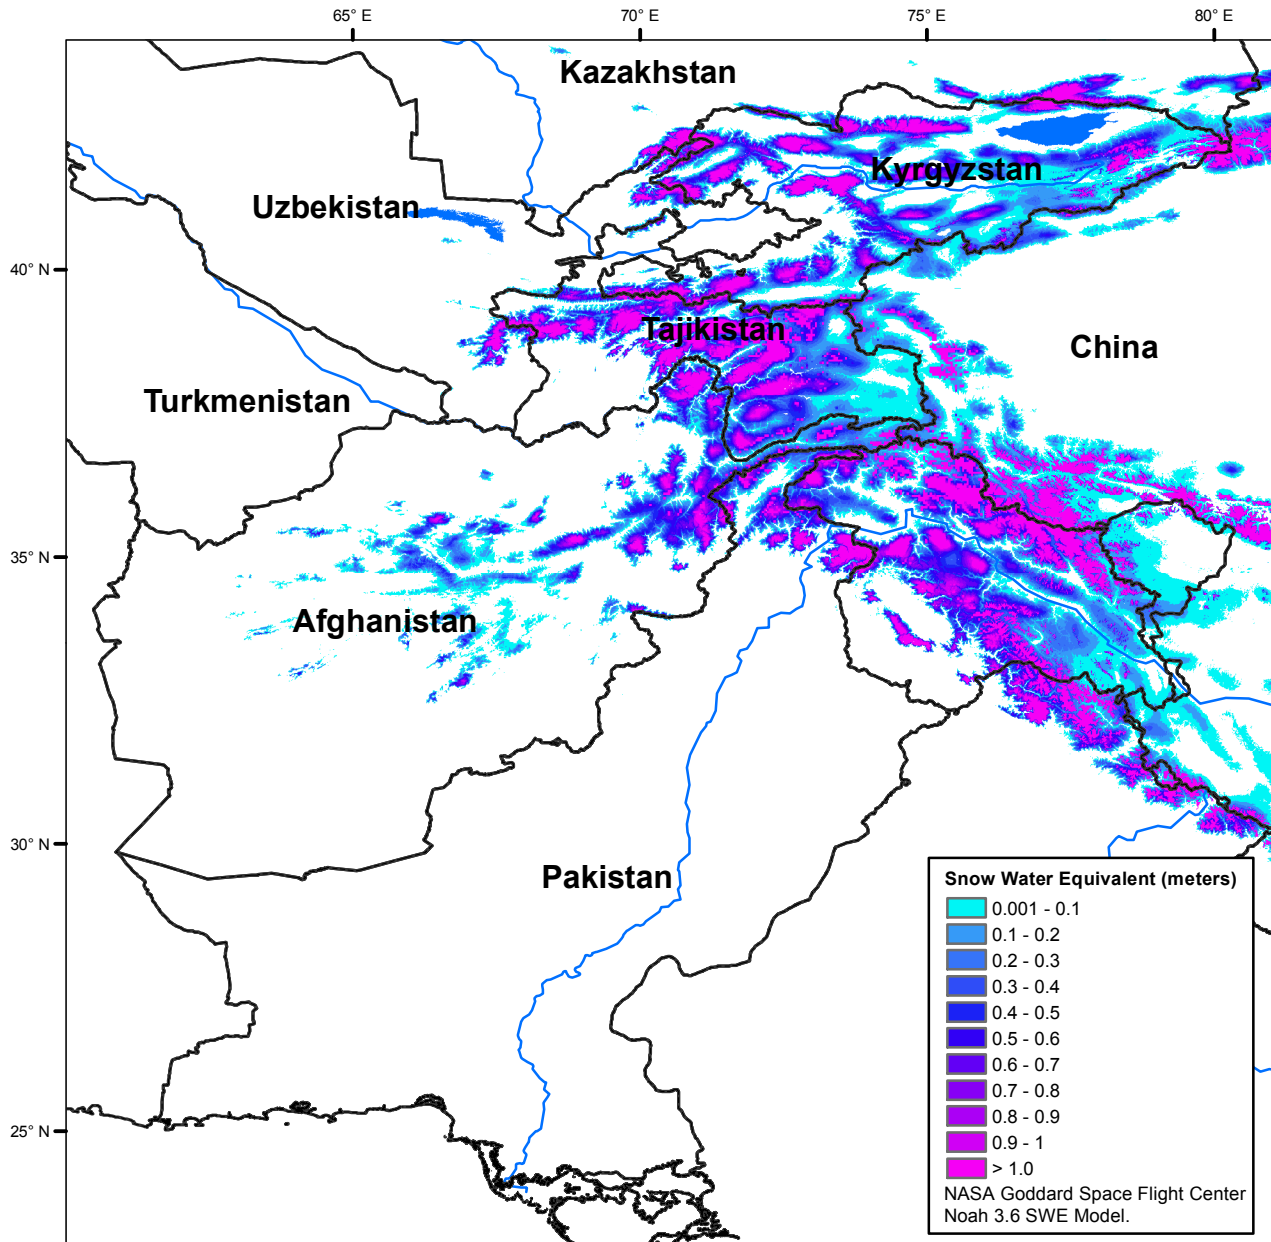 65° E
70° E
75° E
80° E
Kazakhstan
Kyrgyzstan
Uzbekistan
40° N
Tajikistan
China
Turkmenistan
35° N
Afghanistan
30° N
Pakistan
25° N
Snow Water Equivalent (meters)
0.001 - 0.1
0.1 - 0.2
0.2 - 0.3
0.3 - 0.4
0.4 - 0.5
0.5 - 0.6
0.6 - 0.7
0.7 - 0.8
0.8 - 0.9
0.9 - 1
> 1.0
NASA Goddard Space Flight Center
Noah 3.6 SWE Model.